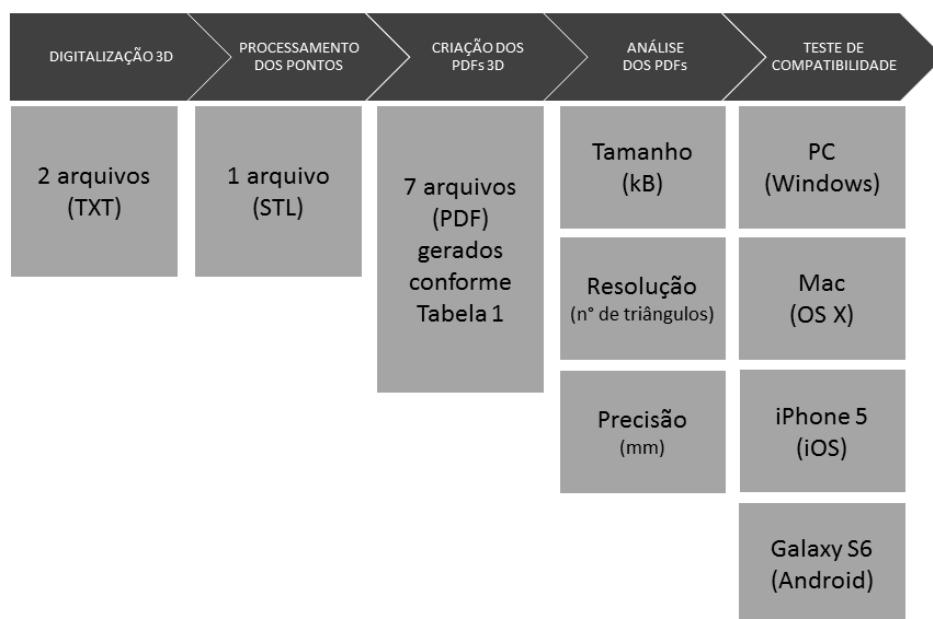 DIGITALIZAÇÃO 3D
PROCESSAMENTO
DOS PONTOS
CRIAÇÃO DOS
PDFs 3D
ANÁLISE
DOS PDFs
TESTE DE
COMPATIBILIDADE
2 arquivos
(TXT)
1 arquivo
(STL)
7 arquivos
(PDF)
gerados
conforme
Tabela 1
Tamanho
(kB)
Resolução
(n° de triângulos)
Precisão
(mm)
PC
(Windows)
Mac
(OS X)
iPhone 5
(iOS)
Galaxy S6
(Android)